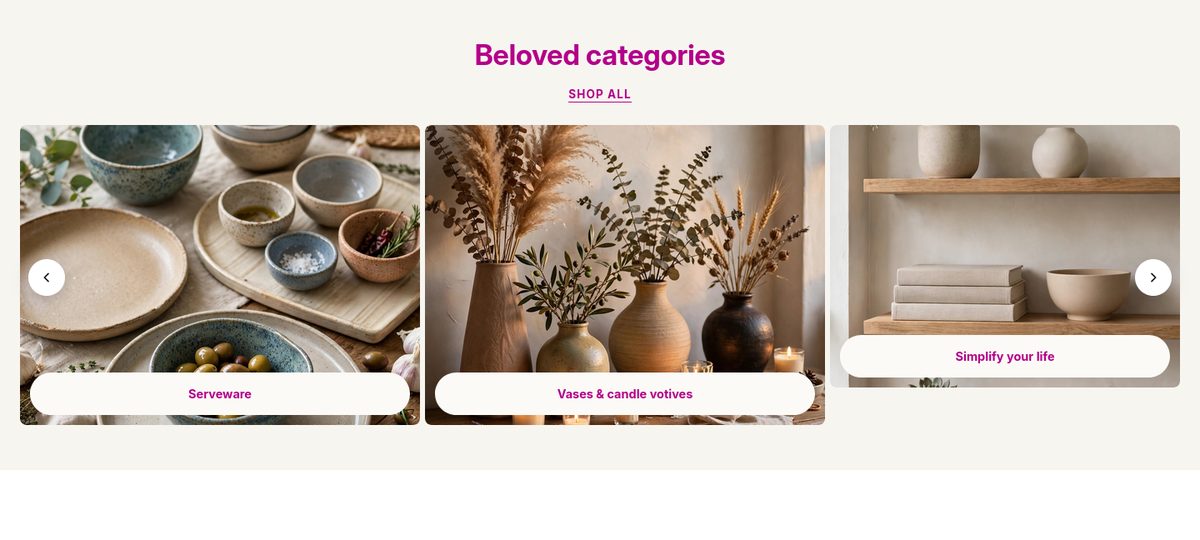 Beloved categories
SHOP ALL
Serveware
Vases & candle votives
Simplify your life